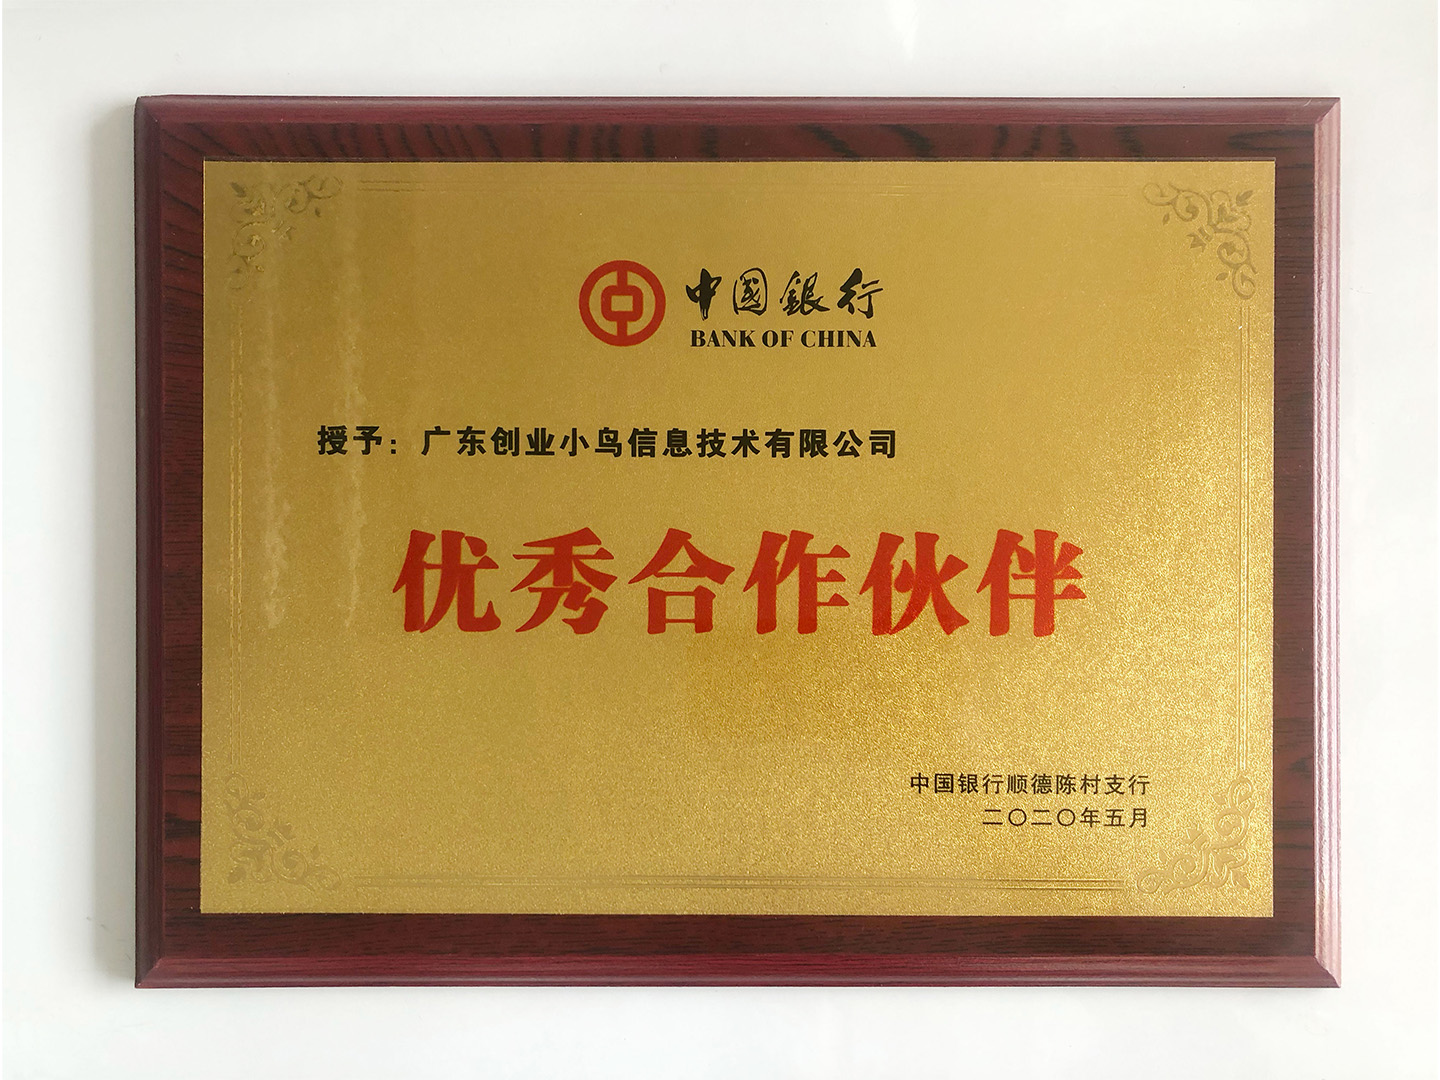 中國銀行
BANK OF CHINA
授予：广东创业小鸟信息技术有限公司
优秀合作伙伴
中国银行顺德陈村支行
二〇二〇年五月